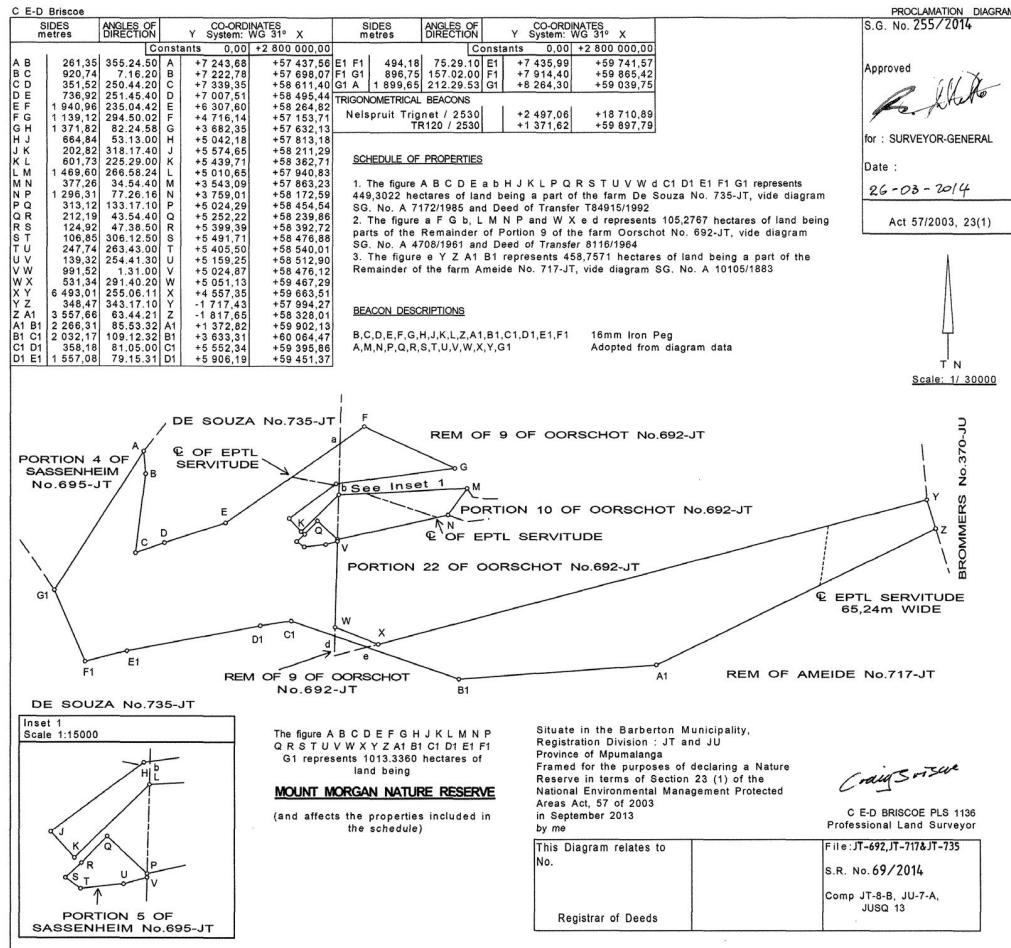 C E-D Briscoe
PROCLAMATION DIAGRAM
SIDES metres ANGLES OF DIRECTION CO-ORDINATES Y System: WG 31º X
Constants 0,00 +2 800 000,00
A B 261,35 355.24.50 A +7 243,68 +57 437,56
B C 920,74 7.16.20 B +7 222,78 +57 698,07
C D 351,52 250.44.20 C +7 339,35 +58 611,40
D E 736,92 251.45.40 D +7 007,51 +58 495,44
E F 1 940,96 235.04.42 E +6 307,60 +58 264,82
F G 1 139,12 294.50.02 F +4 716,14 +57 153,71
G H 1 371,82 82.24.58 G +3 682,35 +57 632,13
H J 664,84 53.13.00 H +5 042,18 +57 813,18
J K 202,82 318.17.40 J +5 574,65 +58 211,29
K L 601,73 225.29.00 K +5 439,71 +58 362,71
L M 1 469,60 266.58.24 L +5 010,65 +57 940,83
M N 377,26 34.54.40 M +3 543,09 +57 863,23
N P 1 296,31 77.26.16 N +3 759,01 +58 172,59
P Q 313,12 133.17.10 P +5 024,29 +58 454,54
Q R 212,19 43.54.40 Q +5 252,22 +58 239,86
R S 124,92 47.38.50 R +5 399,39 +58 392,72
S T 106,85 306.12.50 S +5 491,71 +58 476,88
T U 247,74 263.43.00 T +5 405,50 +58 540,01
U V 139,32 254.41.30 U +5 159,25 +58 512,90
V W 991,52 1.31.00 V +5 024,87 +58 476,12
W X 531,34 291.40.20 W +5 051,13 +59 467,29
X Y 6 493,01 255.06.11 X +4 557,35 +59 663,51
Y Z 348,47 343.17.10 Y -1 717,43 +57 994,27
Z A1 3 557,66 63.44.21 Z -1 817,65 +58 328,01
A1 B1 2 266,31 85.53.32 A1 +1 372,82 +59 902,13
B1 C1 2 032,17 109.12.32 B1 +3 633,31 +60 064,47
C1 D1 358,18 81.05.00 C1 +5 552,34 +59 395,86
D1 E1 1 557,08 79.15.31 D1 +5 906,19 +59 451,37
SIDES metres ANGLES OF DIRECTION CO-ORDINATES Y System: WG 31º X
Constants 0,00 +2 800 000,00
E1 F1 494,18 75.29.10 E1 +7 435,99 +59 741,57
F1 G1 896,75 157.02.00 F1 +7 914,40 +59 865,42
G1 A 1 899,65 212.29.53 G1 +8 264,30 +59 039,75
TRIGONOMETRICAL BEACONS
Nelspruit Trignet / 2530 +2 497,06 +18 710,89
TR120 / 2530 +1 371,62 +59 897,79
SCHEDULE OF PROPERTIES
1. The figure A B C D E a b H J K L P Q R S T U V W d C1 D1 E1 F1 G1 represents
449,3022 hectares of land being a part of the farm De Souza No. 735-JT, vide diagram
SG. No. A 7172/1985 and Deed of Transfer T84915/1992
2. The figure a F G b, L M N P and W X e d represents 105,2767 hectares of land being
parts of the Remainder of Portion 9 of the farm Oorschot No. 692-JT, vide diagram
SG. No. A 4708/1961 and Deed of Transfer 8116/1964
3. The figure e Y Z A1 B1 represents 458,7571 hectares of land being a part of the
Remainder of the farm Ameide No. 717-JT, vide diagram SG. No. A 10105/1883
BEACON DESCRIPTIONS
B,C,D,E,F,G,H,J,K,L,Z,A1,B1,C1,D1,E1,F1 16mm Iron Peg
A,M,N,P,Q,R,S,T,U,V,W,X,Y,G1 Adopted from diagram data
S.G. No. 255/2014
Approved
for : SURVEYOR-GENERAL
Date :
26-03-2014
Act 57/2003, 23(1)
T N
Scale: 1/ 30000
DE SOUZA No.735-JT
F
a
REM OF 9 OF OORSCHOT No.692-JT
A
PORTION 4 OF
SASSENHEIM
No.695-JT
℄ OF EPTL
SERVITUDE
B
G
b
See Inset 1
M
BROMMERS No.370-JU
Y
E
K
Q
N
PORTION 10 OF OORSCHOT No.692-JT
D
C
℄ OF EPTL SERVITUDE
Z
V
PORTION 22 OF OORSCHOT No.692-JT
G1
℄ EPTL SERVITUDE
65,24m WIDE
W
X
D1
C1
d
e
F1
E1
REM OF 9 OF OORSCHOT
No.692-JT
B1
A1
REM OF AMEIDE No.717-JT
DE SOUZA No.735-JT
Inset 1
Scale 1:15000
H
b
L
J
Q
K
R
P
S
T
U
V
PORTION 5 OF
SASSENHEIM No.695-JT
The figure A B C D E F G H J K L M N P
Q R S T U V W X Y Z A1 B1 C1 D1 E1 F1
G1 represents 1013.3360 hectares of
land being
MOUNT MORGAN NATURE RESERVE
(and affects the properties included in
the schedule)
Situate in the Barberton Municipality,
Registration Division : JT and JU
Province of Mpumalanga
Framed for the purposes of declaring a Nature
Reserve in terms of Section 23 (1) of the
National Environmental Management Protected
Areas Act, 57 of 2003
in September 2013
by me
Craig Briscoe
C E-D BRISCOE PLS 1136
Professional Land Surveyor
This Diagram relates to
No.
Registrar of Deeds
File:JT-692,JT-717&JT-735
S.R. No. 69/2014
Comp JT-8-B, JU-7-A,
JUSQ 13